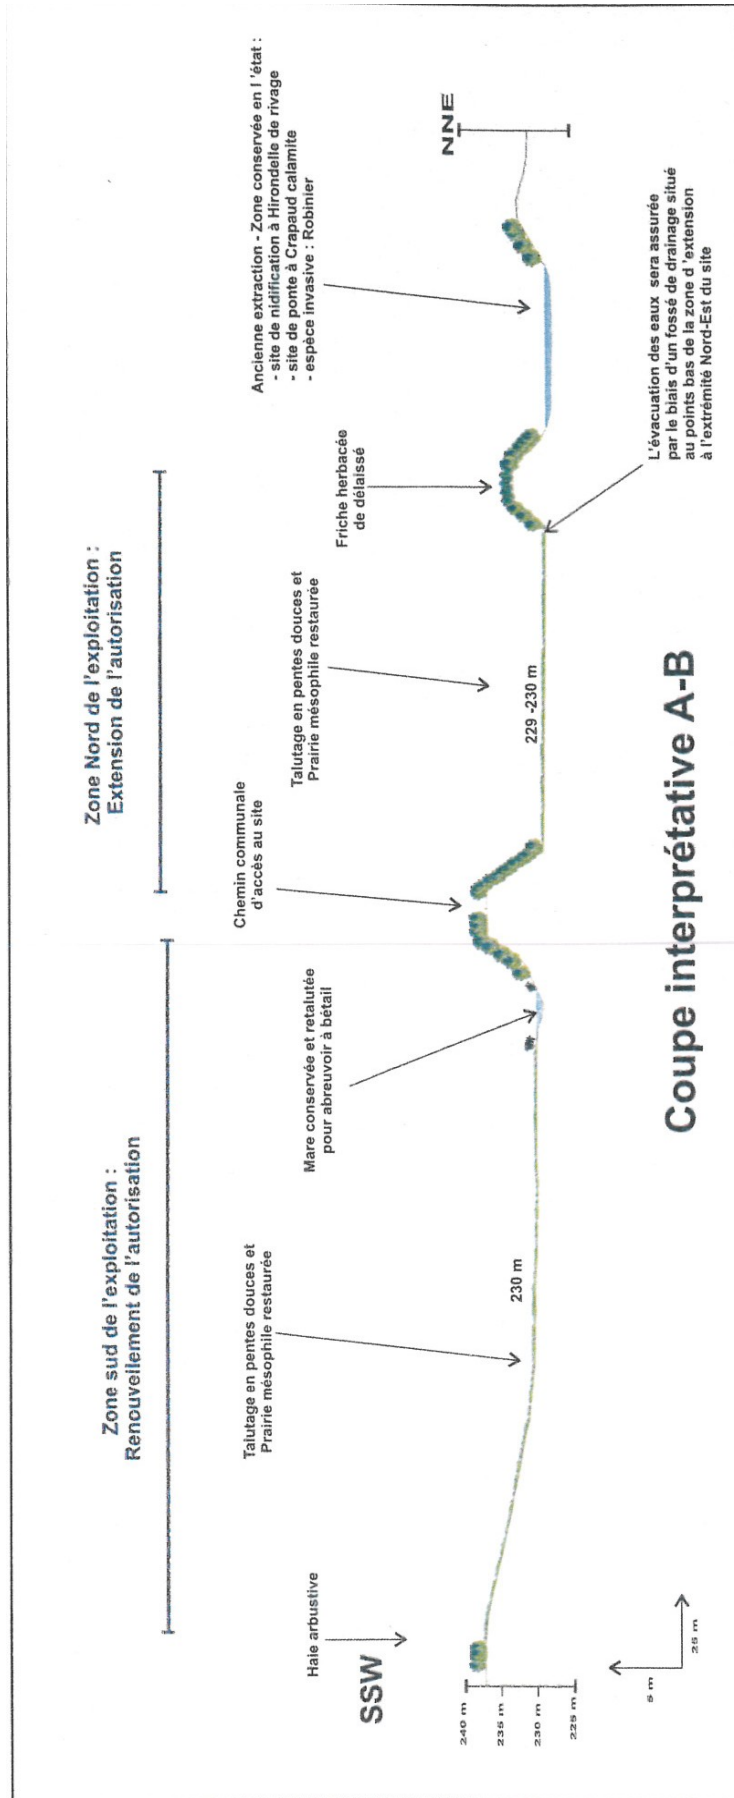 Zone sud de l'exploitation :
Renouvellement de l'autorisation
Zone Nord de l'exploitation :
Extension de l'autorisation
SSW
Haie arbustive
Talutage en pentes douces et
Prairie mésophile restaurée
Mare conservée et retalutée
pour abreuvoir à bétail
Chemin communale
d'accès au site
Talutage en pentes douces et
Prairie mésophile restaurée
Friche herbacée
de délaissé
Ancienne extraction - Zone conservée en l 'état :
- site de nidification à Hirondelle de rivage
- site de ponte à Crapaud calamite
- espèce invasive : Robinier
NNE
240 m
235 m
230 m
225 m
230 m
229 -230 m
L'évacuation des eaux sera assurée
par le biais d'un fossé de drainage situé
au points bas de la zone d 'extension
à l'extrémité Nord-Est du site
5 m
25 m
Coupe interprétative A-B